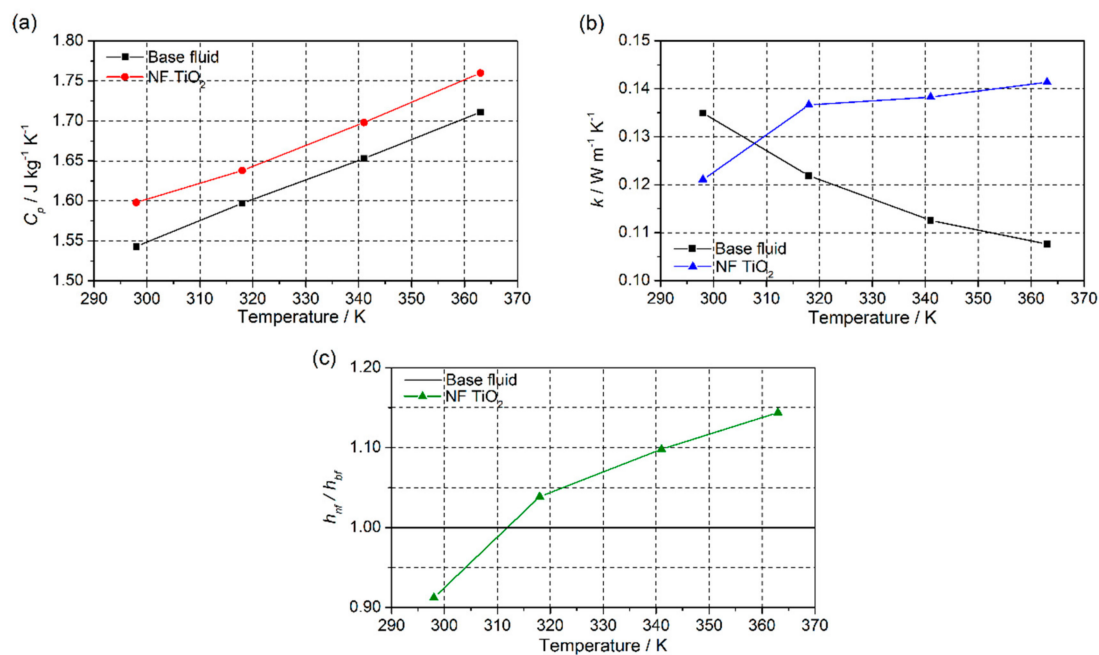 (a)
1.80
1.75
1.70
1.65
1.60
1.55
1.50
Cp / J kg⁻¹ K⁻¹
Base fluid
NF TiO₂
290 300 310 320 330 340 350 360 370
Temperature / K
(b)
0.15
0.14
0.13
0.12
0.11
0.10
k / W m⁻¹ K⁻¹
Base fluid
NF TiO₂
290 300 310 320 330 340 350 360 370
Temperature / K
(c)
1.20
1.10
1.00
0.90
hnf / hbf
Base fluid
NF TiO₂
290 300 310 320 330 340 350 360 370
Temperature / K